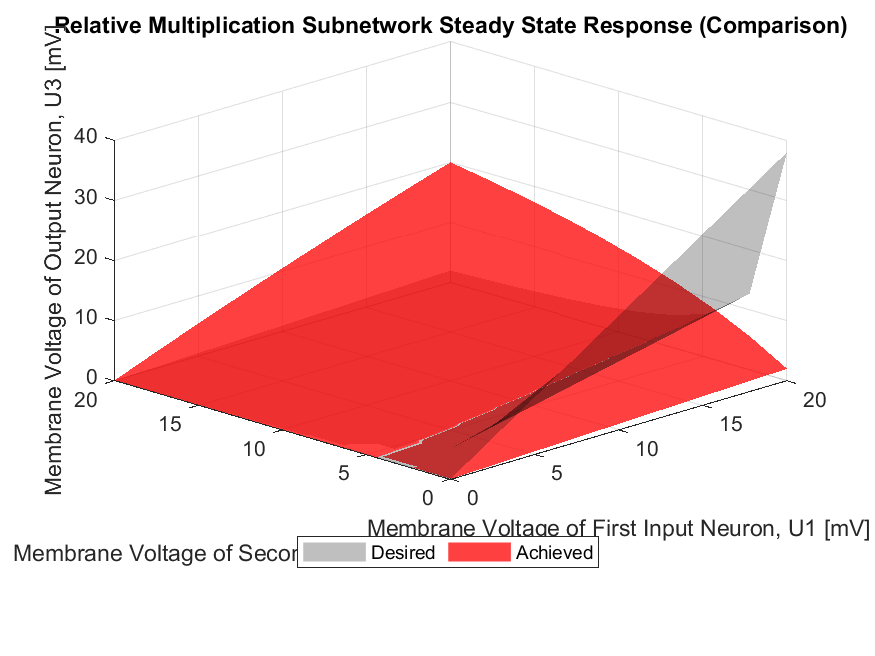 Relative Multiplication Subnetwork Steady State Response (Comparison)
Membrane Voltage of Output Neuron, U3 [mV]
40
30
20
10
0
20
15
10
5
0
0
5
10
15
20
Membrane Voltage of First Input Neuron, U1 [mV]
Membrane Voltage of
Desired
Achieved